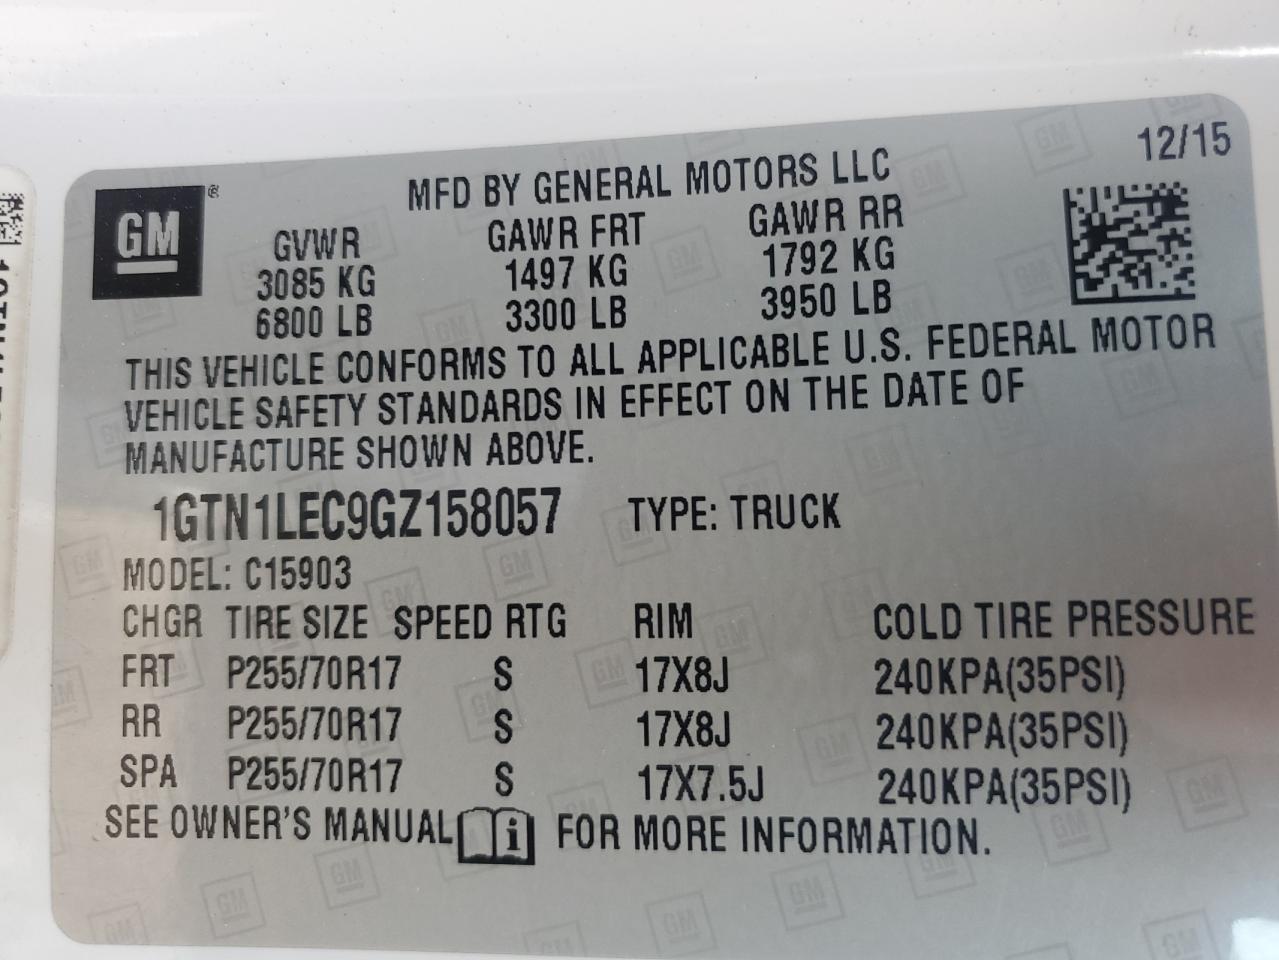 12/15
GM®
MFD BY GENERAL MOTORS LLC
GVWR GAWR FRT GAWR RR
3085 KG 1497 KG 1792 KG
6800 LB 3300 LB 3950 LB
THIS VEHICLE CONFORMS TO ALL APPLICABLE U.S. FEDERAL MOTOR
VEHICLE SAFETY STANDARDS IN EFFECT ON THE DATE OF
MANUFACTURE SHOWN ABOVE.
1GTN1LEC9GZ158057 TYPE: TRUCK
MODEL: C15903
CHGR TIRE SIZE SPEED RTG RIM COLD TIRE PRESSURE
FRT P255/70R17 S 17X8J 240KPA(35PSI)
RR P255/70R17 S 17X8J 240KPA(35PSI)
SPA P255/70R17 S 17X7.5J 240KPA(35PSI)
SEE OWNER'S MANUAL i FOR MORE INFORMATION.